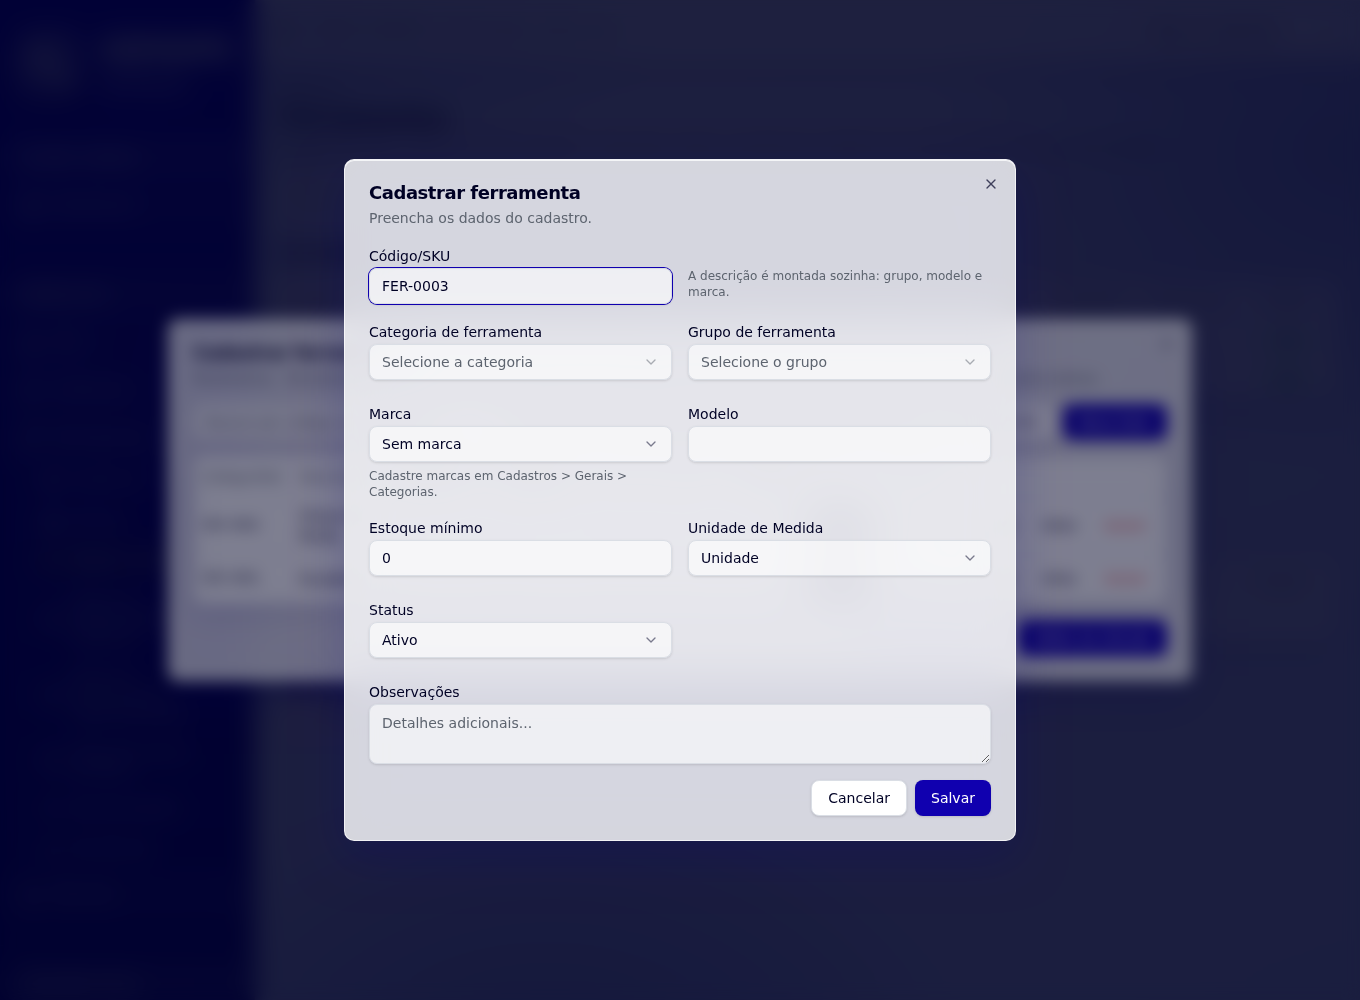 Cadastrar ferramenta
Preencha os dados do cadastro.
Código/SKU
FER-0003
A descrição é montada sozinha: grupo, modelo e
marca.
Categoria de ferramenta
Grupo de ferramenta
Selecione a categoria
Selecione o grupo
Marca
Modelo
Sem marca
Cadastre marcas em Cadastros > Gerais >
Categorias.
Estoque mínimo
Unidade de Medida
0
Unidade
Status
Ativo
Observações
Detalhes adicionais...
Cancelar
Salvar